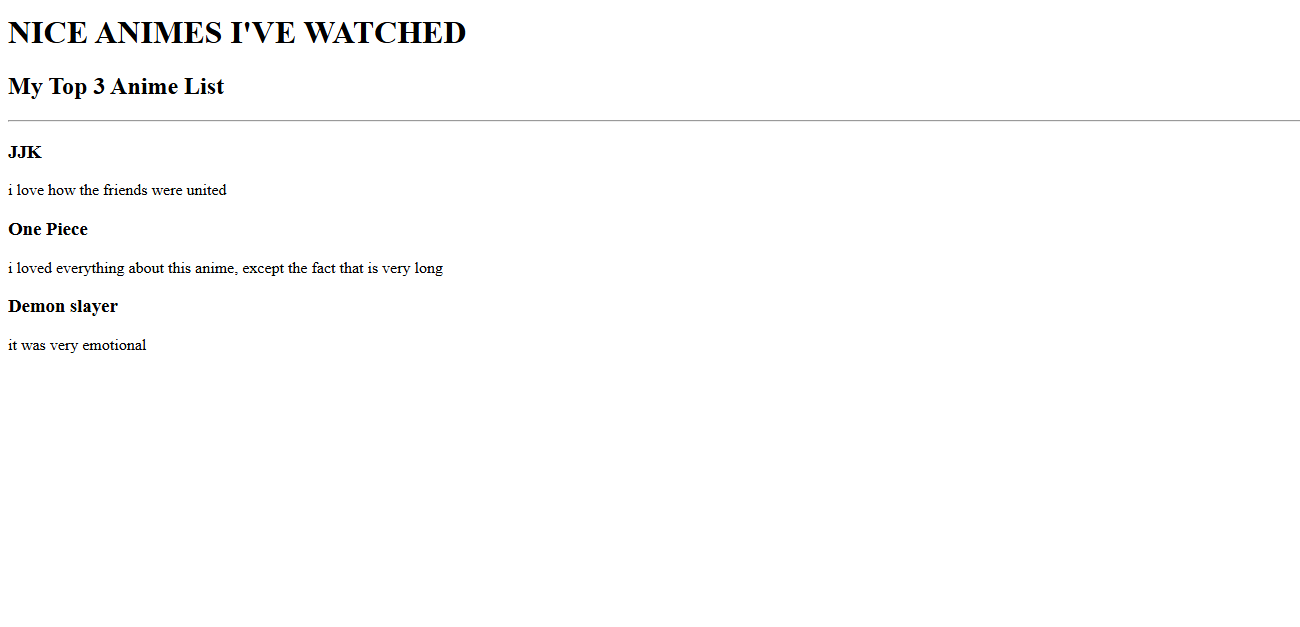 NICE ANIMES I'VE WATCHED
My Top 3 Anime List
JJK
i love how the friends were united
One Piece
i loved everything about this anime, except the fact that is very long
Demon slayer
it was very emotional